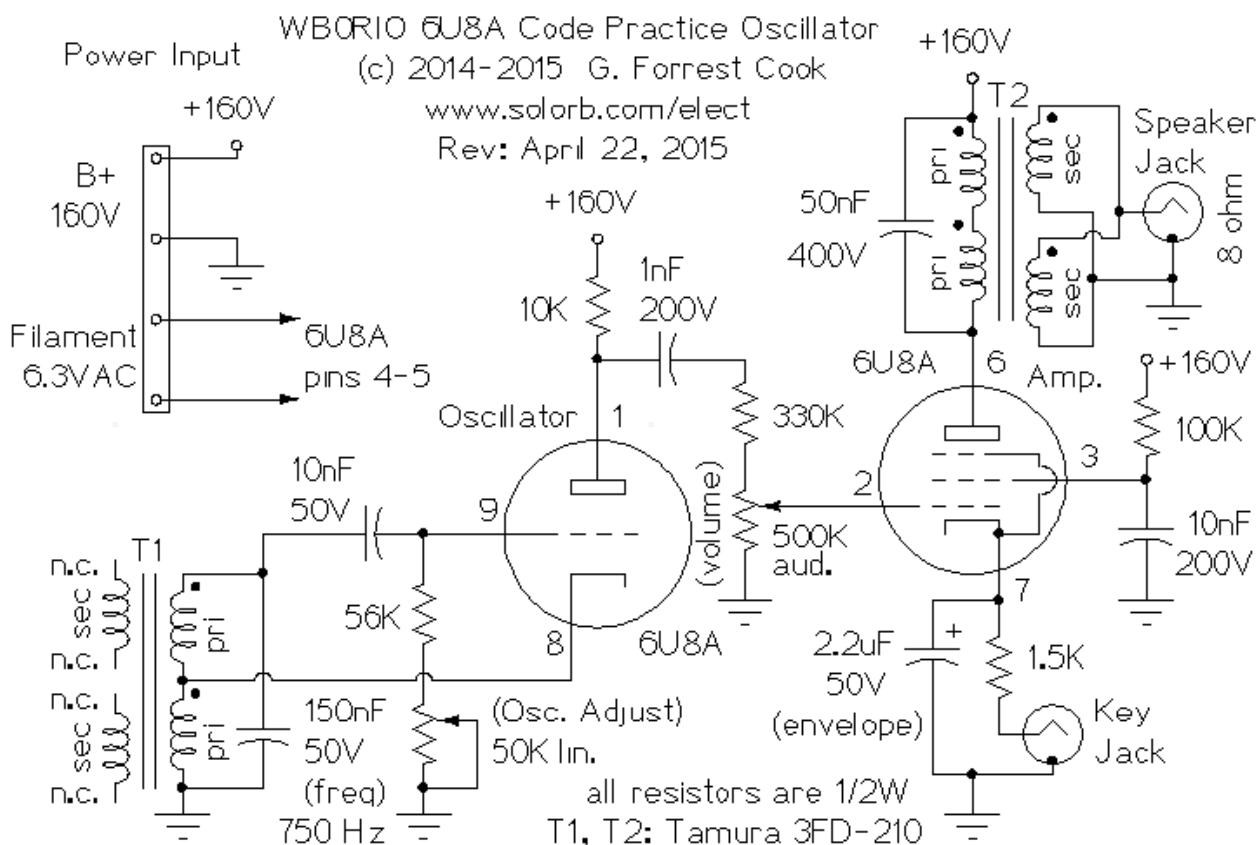 WB0RIO 6U8A Code Practice Oscillator
(c) 2014-2015 G. Forrest Cook
www.solorb.com/elect
Rev: April 22, 2015
Power Input
+160V
B+
160V
Filament
6.3VAC
6U8A
pins 4-5
+160V
10K
1nF
200V
Oscillator
1
330K
(volume)
500K
aud.
10nF
50V
9
8
6U8A
56K
(Osc. Adjust)
50K lin.
T1
n.c.
sec
n.c.
n.c.
sec
n.c.
pri
pri
150nF
50V
(freq)
750 Hz
+160V
T2
50nF
400V
pri
pri
sec
sec
Speaker
Jack
8 ohm
6U8A
6
Amp.
+160V
100K
2
3
10nF
200V
7
2.2uF
50V
(envelope)
+
1.5K
Key
Jack
all resistors are 1/2W
T1, T2: Tamura 3FD-210